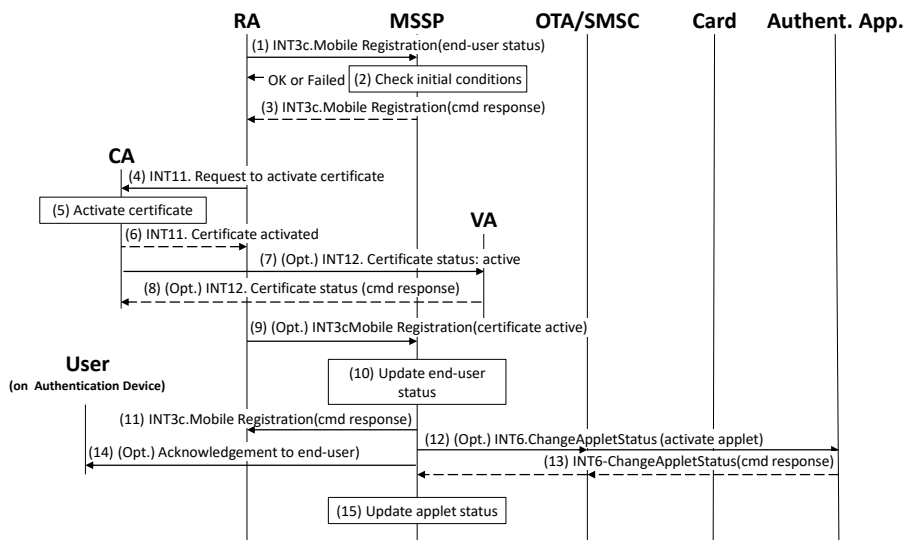 RA MSSP OTA/SMSC Card Authent. App.
(1) INT3c.Mobile Registration(end-user status)
OK or Failed (2) Check initial conditions
(3) INT3c.Mobile Registration(cmd response)
CA
(4) INT11. Request to activate certificate
(5) Activate certificate
VA
(6) INT11. Certificate activated
(7) (Opt.) INT12. Certificate status: active
(8) (Opt.) INT12. Certificate status (cmd response)
(9) (Opt.) INT3cMobile Registration(certificate active)
User
(on Authentication Device)
(10) Update end-user
status
(11) INT3c.Mobile Registration(cmd response)
(12) (Opt.) INT6.ChangeAppletStatus (activate applet)
(14) (Opt.) Acknowledgement to end-user)
(13) INT6-ChangeAppletStatus(cmd response)
(15) Update applet status